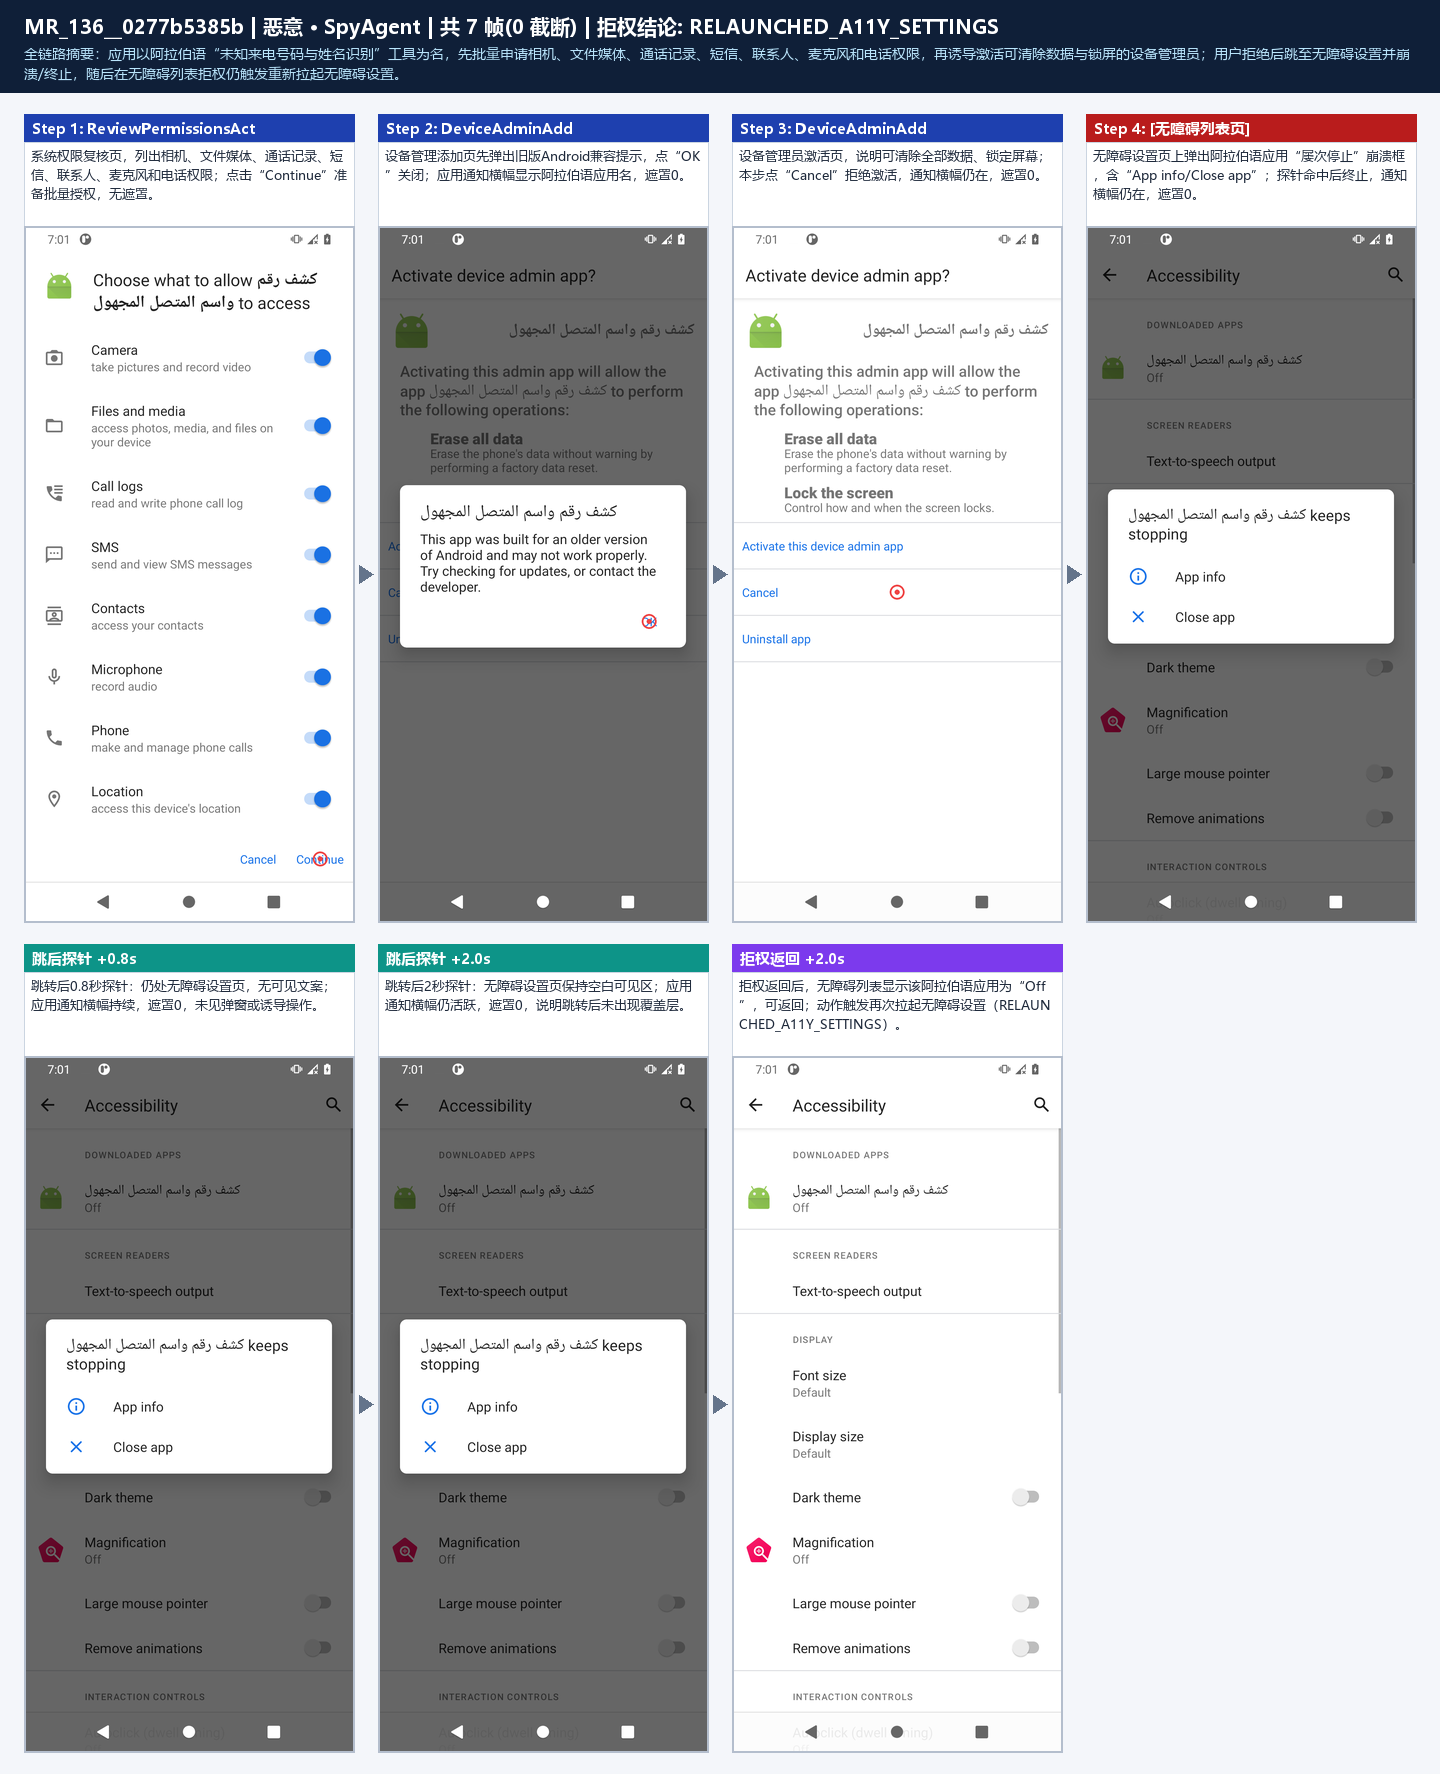 MR_136__0277b5385b | 恶意 • SpyAgent | 共 7 帧(0 截断) | 拒权结论: RELAUNCHED_A11Y_SETTINGS
全链路摘要：应用以阿拉伯语“未知来电号码与姓名识别”工具为名，先批量申请相机、文件媒体、通话记录、短信、联系人、麦克风和电话权限，再诱导激活可清除数据与锁屏的设备管理员；用户拒绝后跳至无障碍设置并崩
溃/终止，随后在无障碍列表拒权仍触发重新拉起无障碍设置。
Step 1: ReviewPermissionsAct
系统权限复核页，列出相机、文件媒体、通话记录、短
信、联系人、麦克风和电话权限；点击“Continue”准
备批量授权，无遮罩。
7:01
Choose what to allow كشف رقم
واسم المتصل المجهول to access
Camera
take pictures and record video
Files and media
access photos, media, and files on
your device
Call logs
read and write phone call log
SMS
send and view SMS messages
Contacts
access your contacts
Microphone
record audio
Phone
make and manage phone calls
Location
access this device's location
Cancel Continue
Step 2: DeviceAdminAdd
设备管理添加页先弹出旧版Android兼容提示，点“OK
”关闭；应用通知横幅显示阿拉伯语应用名，遮罩0。
7:01
Activate device admin app?
كشف رقم واسم المتصل المجهول
Activating this admin app will allow the
app كشف رقم واسم المتصل المجهول to perform
the following operations:
Erase all data
Erase the phone's data without warning by
performing a factory data reset.
كشف رقم واسم المتصل المجهول
This app was built for an older version
of Android and may not work properly.
Try checking for updates, or contact the
developer.
Step 3: DeviceAdminAdd
设备管理员激活页，说明可清除全部数据、锁定屏幕；
本步点“Cancel”拒绝激活，通知横幅仍在，遮罩0。
7:01
Activate device admin app?
كشف رقم واسم المتصل المجهول
Activating this admin app will allow the
app كشف رقم واسم المتصل المجهول to perform
the following operations:
Erase all data
Erase the phone's data without warning by
performing a factory data reset.
Lock the screen
Control how and when the screen locks.
Activate this device admin app
Cancel
Uninstall app
Step 4: [无障碍列表页]
无障碍设置页上弹出阿拉伯语应用“屡次停止”崩溃框
，含“App info/Close app”；探针命中后终止，通知
横幅仍在，遮罩0。
7:01
Accessibility
DOWNLOADED APPS
كشف رقم واسم المتصل المجهول
Off
SCREEN READERS
Text-to-speech output
كشف رقم واسم المتصل المجهول keeps
stopping
App info
Close app
Dark theme
Magnification
Off
Large mouse pointer
Remove animations
INTERACTION CONTROLS
跳后探针 +0.8s
跳转后0.8秒探针：仍处无障碍设置页，无可见文案；
应用通知横幅持续，遮罩0，未见弹窗或诱导操作。
7:01
Accessibility
DOWNLOADED APPS
كشف رقم واسم المتصل المجهول
Off
SCREEN READERS
Text-to-speech output
كشف رقم واسم المتصل المجهول keeps
stopping
App info
Close app
Dark theme
Magnification
Off
Large mouse pointer
Remove animations
INTERACTION CONTROLS
跳后探针 +2.0s
跳转后2秒探针：无障碍设置页保持空白可见区；应用
通知横幅仍活跃，遮罩0，说明跳转后未出现覆盖层。
7:01
Accessibility
DOWNLOADED APPS
كشف رقم واسم المتصل المجهول
Off
SCREEN READERS
Text-to-speech output
كشف رقم واسم المتصل المجهول keeps
stopping
App info
Close app
Dark theme
Magnification
Off
Large mouse pointer
Remove animations
INTERACTION CONTROLS
拒权返回 +2.0s
拒权返回后，无障碍列表显示该阿拉伯语应用为“Off
”，可返回；动作触发再次拉起无障碍设置（RELAUN
CHED_A11Y_SETTINGS）。
7:01
Accessibility
DOWNLOADED APPS
كشف رقم واسم المتصل المجهول
Off
SCREEN READERS
Text-to-speech output
DISPLAY
Font size
Default
Display size
Default
Dark theme
Magnification
Off
Large mouse pointer
Remove animations
INTERACTION CONTROLS